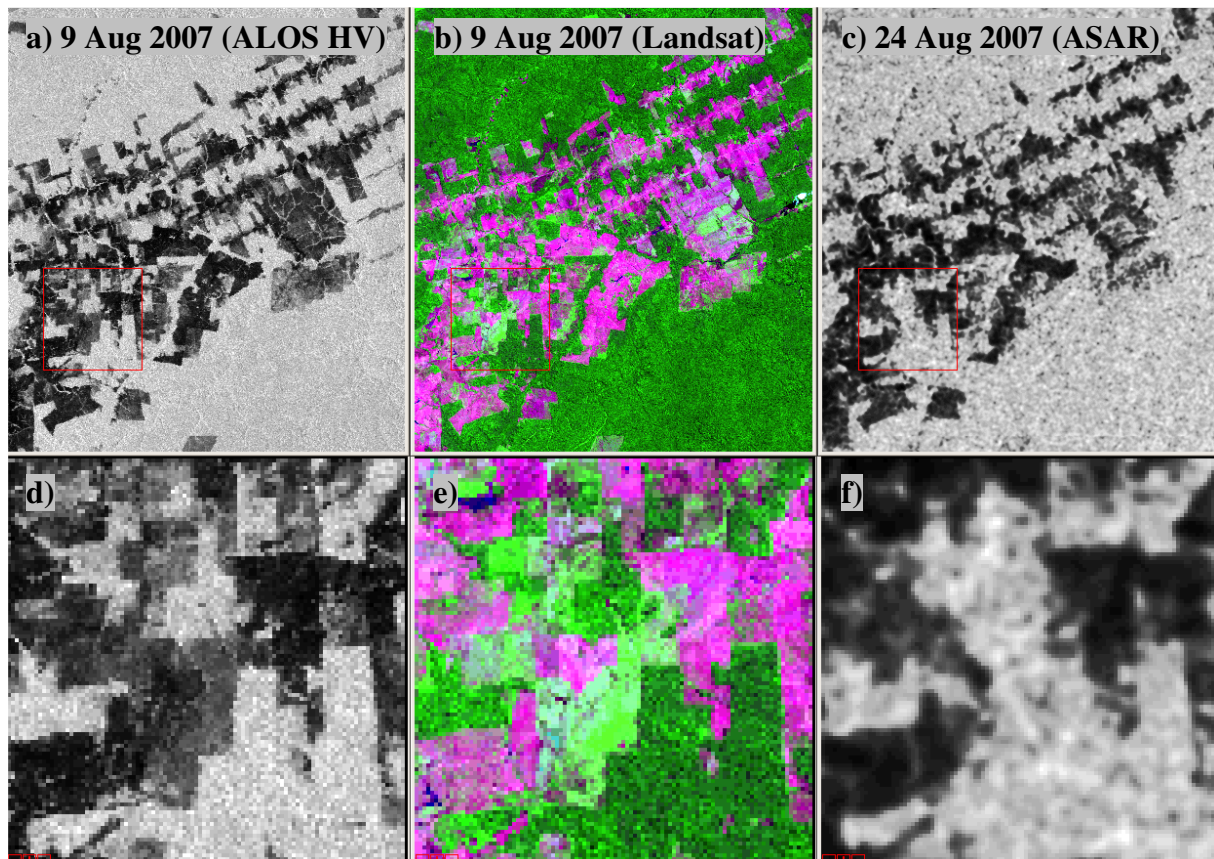 a) 9 Aug 2007 (ALOS HV)
b) 9 Aug 2007 (Landsat)
c) 24 Aug 2007 (ASAR)
d)
e)
f)